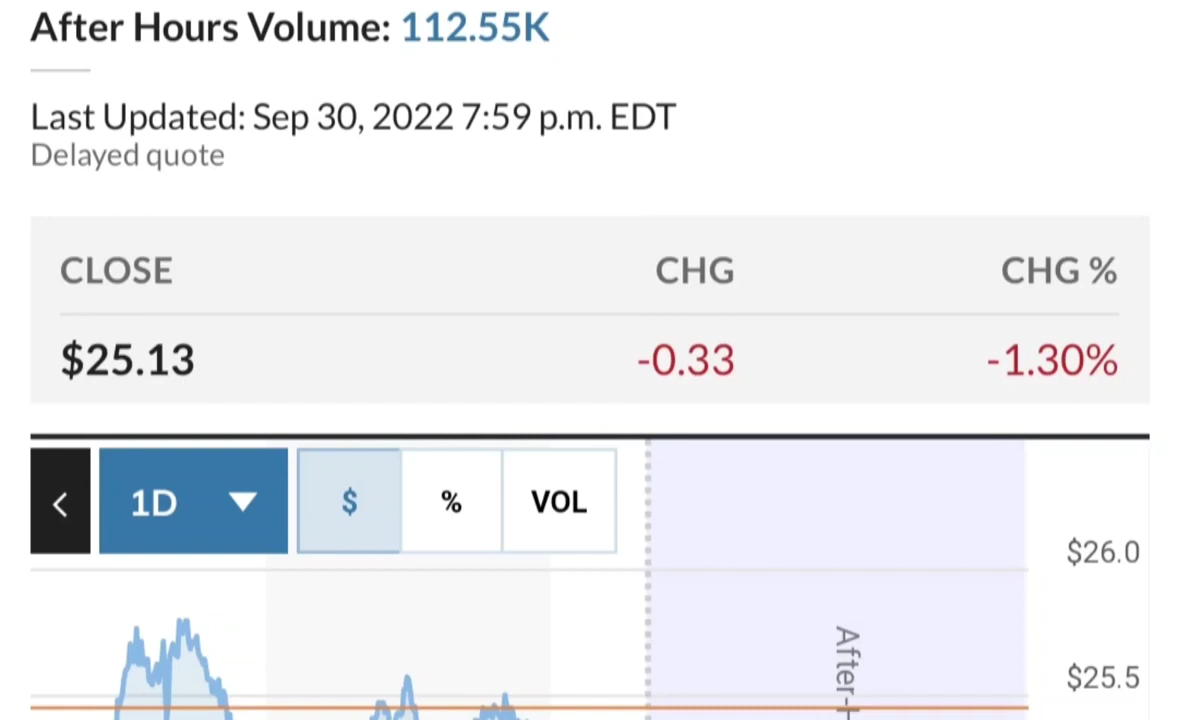 After Hours Volume: 112.55K
Last Updated: Sep 30, 2022 7:59 p.m. EDT
Delayed quote
CLOSE CHG CHG %
$25.13 -0.33 -1.30%
1D $ % VOL
$26.0
After-
$25.5